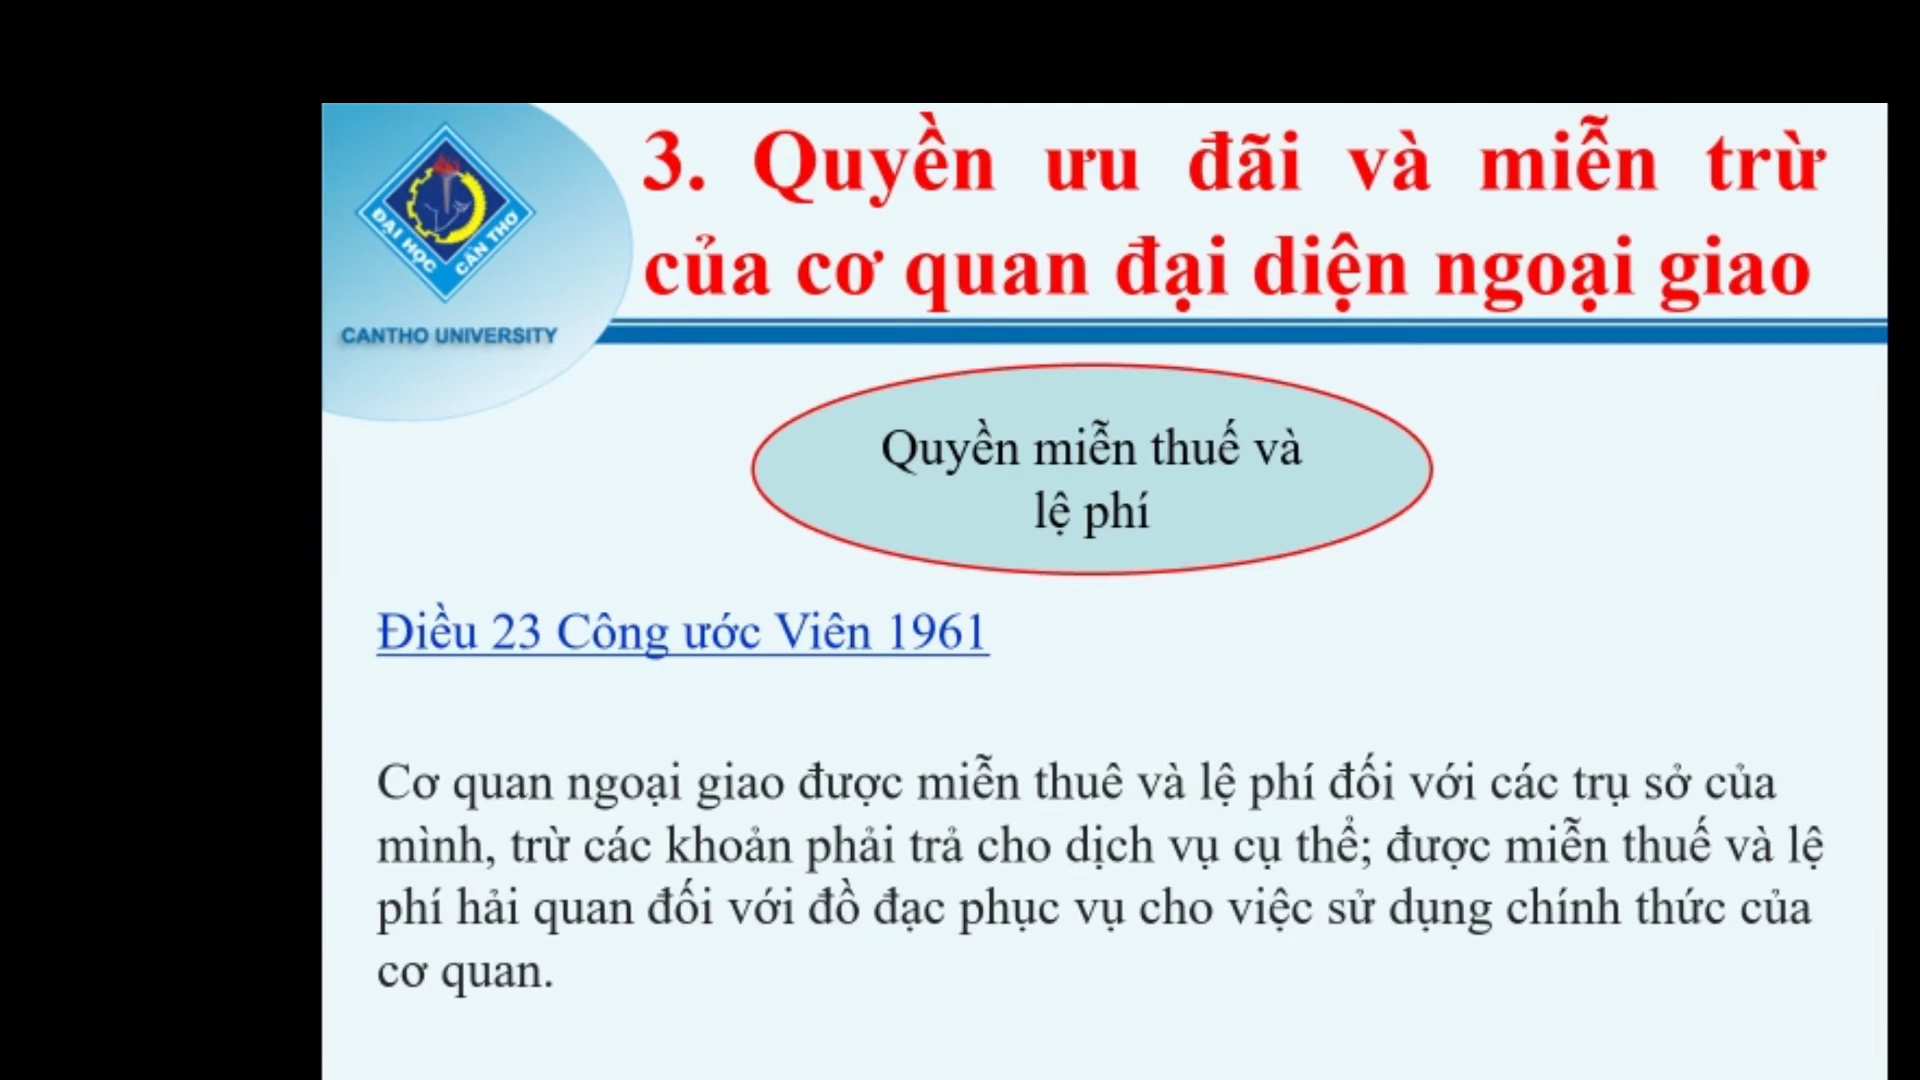 3. Quyền ưu đãi và miễn trừ
của cơ quan đại diện ngoại giao
ĐẠI HỌC CẦN THƠ
CANTHO UNIVERSITY
Quyền miễn thuế và
lệ phí
Điều 23 Công ước Viên 1961
Cơ quan ngoại giao được miễn thuê và lệ phí đối với các trụ sở của
mình, trừ các khoản phải trả cho dịch vụ cụ thể; được miễn thuế và lệ
phí hải quan đối với đồ đạc phục vụ cho việc sử dụng chính thức của
cơ quan.